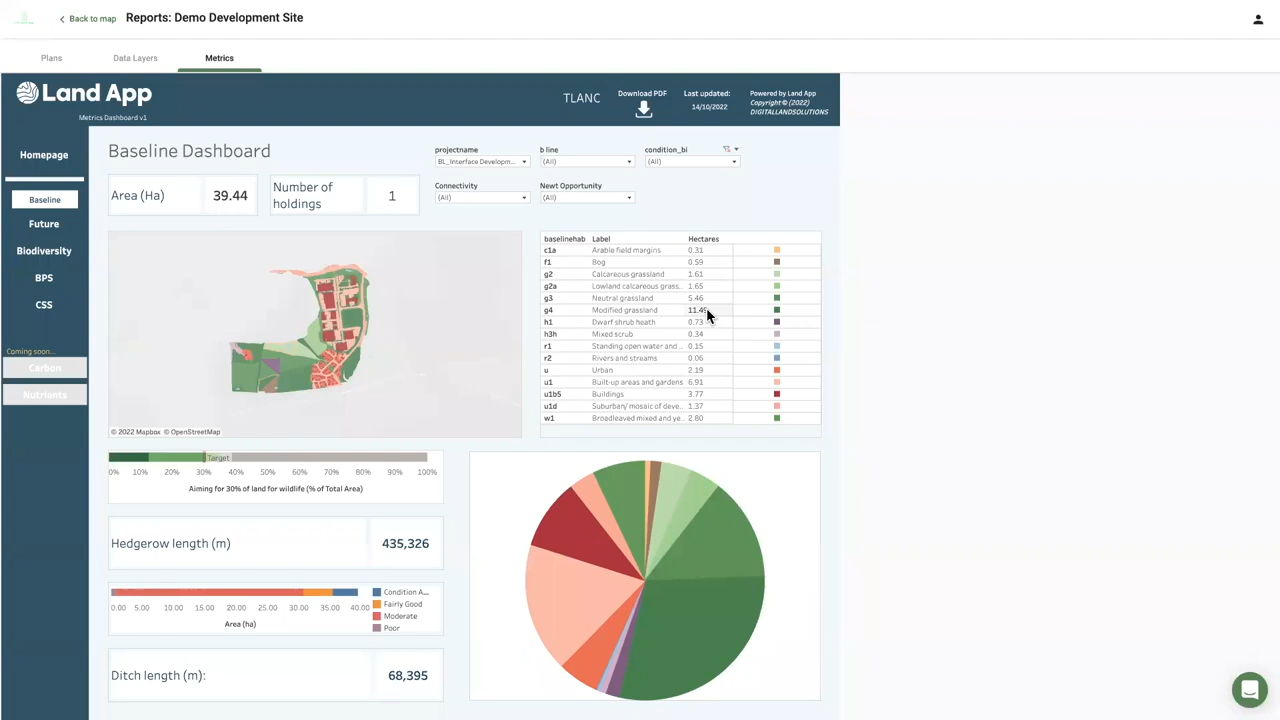 Back to map
Reports: Demo Development Site
Plans
Data Layers
Metrics
Land App
Metrics Dashboard v1
TLANC
Download PDF
Last updated:
14/10/2022
Powered by Land App
Copyright © (2022)
DIGITALLANDSOLUTIONS
Homepage
Baseline
Future
Biodiversity
BPS
CSS
Coming soon...
Carbon
Nutrients
Baseline Dashboard
projectname
BL_Interface Developm...
b line
(All)
condition_bi
(All)
Connectivity
(All)
Newt Opportunity
(All)
Area (Ha)
39.44
Number of
holdings
1
baselinehab Label Hectares
c1a Arable field margins 0.31
f1 Bog 0.59
g2 Calcareous grassland 1.61
g2a Lowland calcareous grass.. 1.65
g3 Neutral grassland 5.46
g4 Modified grassland
h1 Dwarf shrub heath 0.73
h3h Mixed scrub 0.34
r1 Standing open water and .. 0.15
r2 Rivers and streams 0.06
u Urban 2.19
u1 Built-up areas and gardens 6.91
u1b5 Buildings 3.77
u1d Suburban/ mosaic of deve.. 1.37
w1 Broadleaved mixed and ye.. 2.80
© 2022 Mapbox © OpenStreetMap
Target
0% 10% 20% 30% 40% 50% 60% 70% 80% 90% 100%
Aiming for 30% of land for wildlife (% of Total Area)
Hedgerow length (m)
435,326
0.00 5.00 10.00 15.00 20.00 25.00 30.00 35.00 40.00
Area (ha)
Condition A...
Fairly Good
Moderate
Poor
Ditch length (m):
68,395